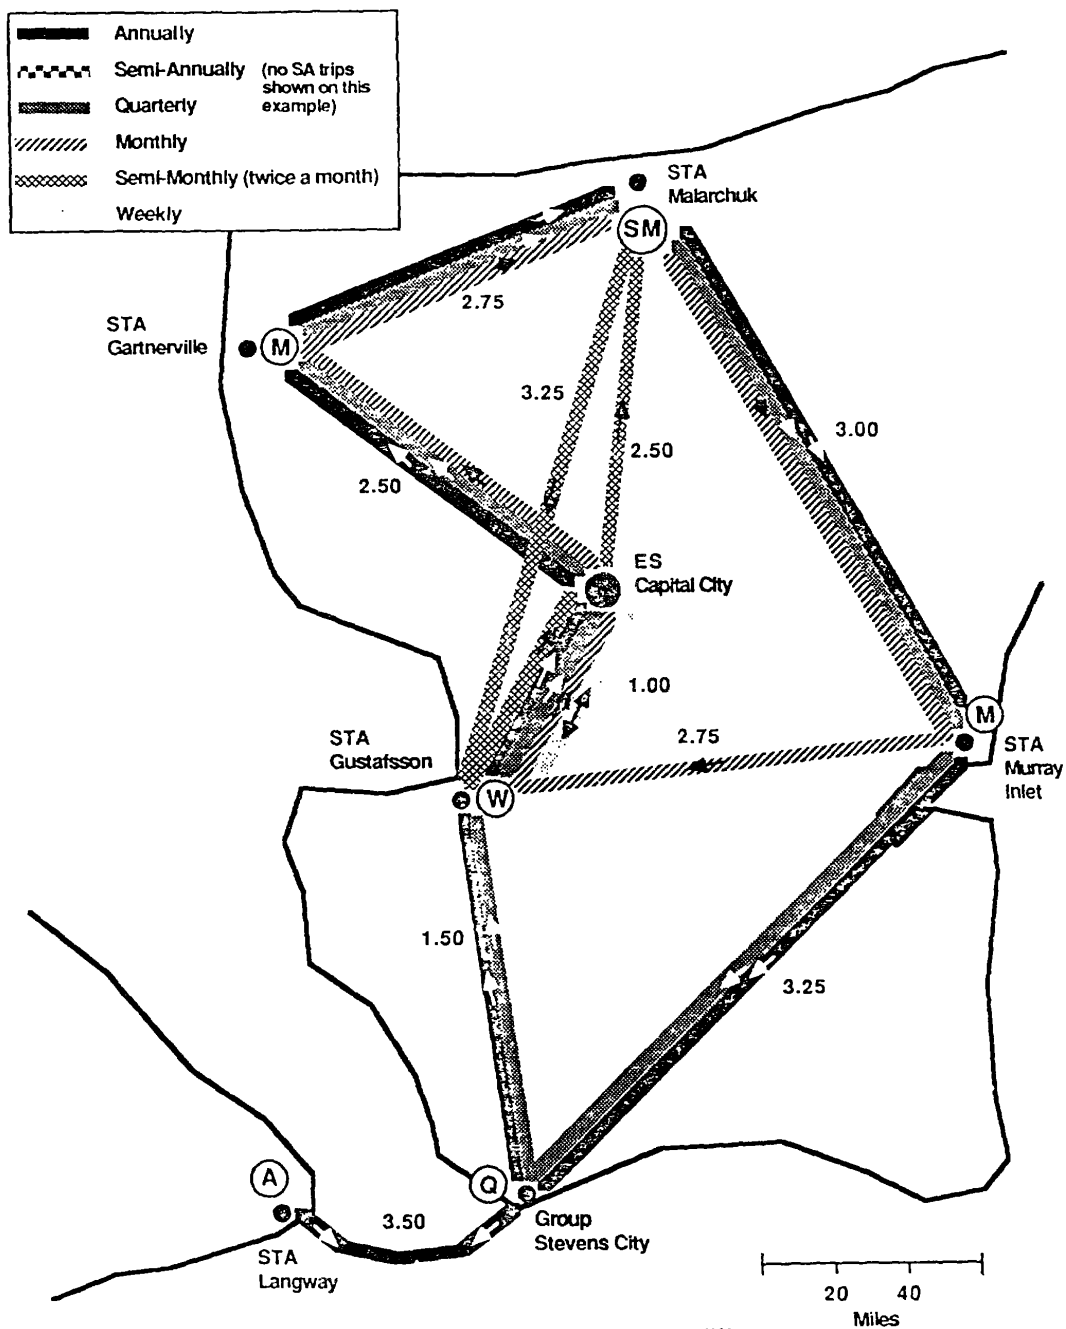 Annually
Semi-Annually (no SA trips
shown on this
example)
Quarterly
Monthly
Semi-Monthly (twice a month)
Weekly
STA
Malarchuk
SM
2.75
STA
Gartnerville
M
3.25
2.50
3.00
2.50
ES
Capital City
1.00
M
STA
Murray
Inlet
2.75
STA
Gustafsson
W
1.50
3.25
A
Q
3.50
Group
Stevens City
STA
Langway
20 40
Miles